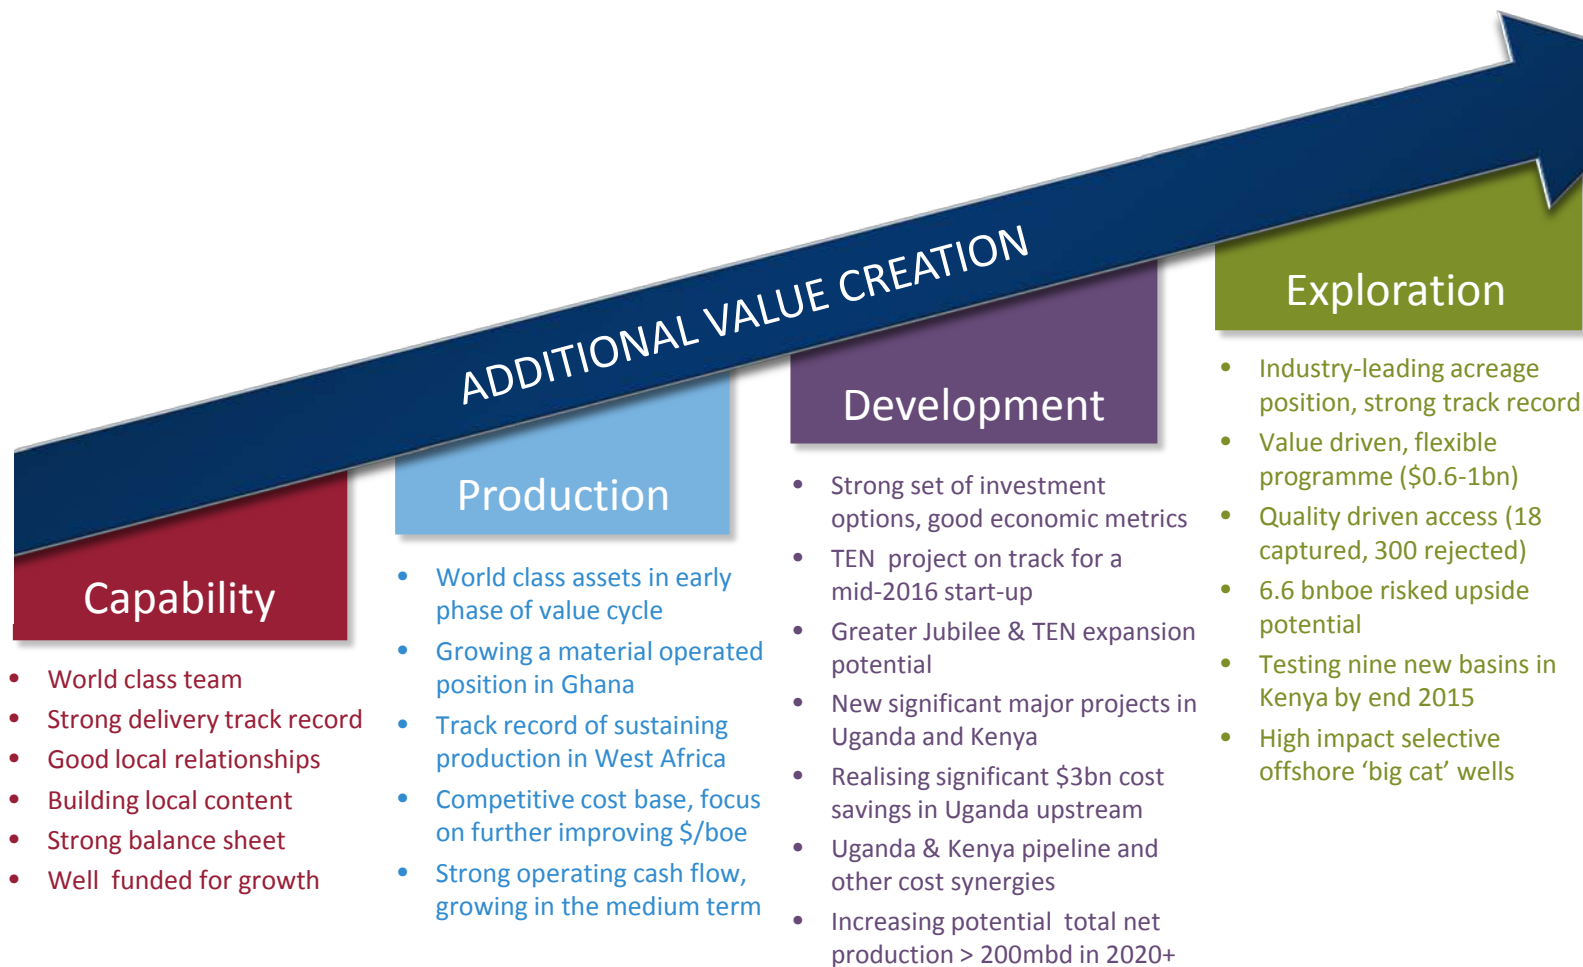 ADDITIONAL VALUE CREATION
Capability
• World class team
• Strong delivery track record
• Good local relationships
• Building local content
• Strong balance sheet
• Well funded for growth
Production
• World class assets in early
phase of value cycle
• Growing a material operated
position in Ghana
• Track record of sustaining
production in West Africa
• Competitive cost base, focus
on further improving $/boe
• Strong operating cash flow,
growing in the medium term
Development
• Strong set of investment
options, good economic metrics
• TEN project on track for a
mid-2016 start-up
• Greater Jubilee & TEN expansion
potential
• New significant major projects in
Uganda and Kenya
• Realising significant $3bn cost
savings in Uganda upstream
• Uganda & Kenya pipeline and
other cost synergies
• Increasing potential total net
production > 200mbd in 2020+
Exploration
• Industry-leading acreage
position, strong track record
• Value driven, flexible
programme ($0.6-1bn)
• Quality driven access (18
captured, 300 rejected)
• 6.6 bnboe risked upside
potential
• Testing nine new basins in
Kenya by end 2015
• High impact selective
offshore ‘big cat’ wells